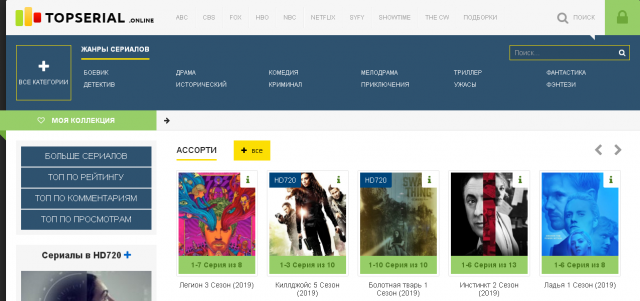 TOPSERIAL .ONLINE
ABC CBS FOX HBO NBC NETFLIX SYFY SHOWTIME THE CW ПОДБОРКИ ПОИСК
ЖАНРЫ СЕРИАЛОВ
Поиск...
ВСЕ КАТЕГОРИИ
БОЕВИК ДРАМА КОМЕДИЯ МЕЛОДРАМА ТРИЛЛЕР ФАНТАСТИКА
ДЕТЕКТИВ ИСТОРИЧЕСКИЙ КРИМИНАЛ ПРИКЛЮЧЕНИЯ УЖАСЫ ФЭНТЕЗИ
МОЯ КОЛЛЕКЦИЯ
БОЛЬШЕ СЕРИАЛОВ
ТОП ПО РЕЙТИНГУ
ТОП ПО КОММЕНТАРИЯМ
ТОП ПО ПРОСМОТРАМ
Сериалы в HD720
АССОРТИ
все
HD720
HD720
1-7 Серия из 8
1-3 Серия из 10
1-10 Серия из 10
1-6 Серия из 13
1-6 Серия из 8
Легион 3 Сезон (2019)
Киллджойс 5 Сезон
(2019)
Болотная тварь 1
Сезон (2019)
Инстинкт 2 Сезон
(2019)
Ладья 1 Сезон (2019)